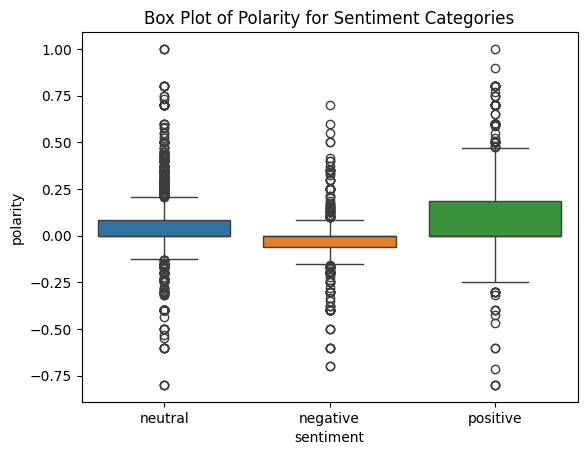 Box Plot of Polarity for Sentiment Categories
1.00
0.75
0.50
0.25
0.00
−0.25
−0.50
−0.75
polarity
neutral negative positive
sentiment